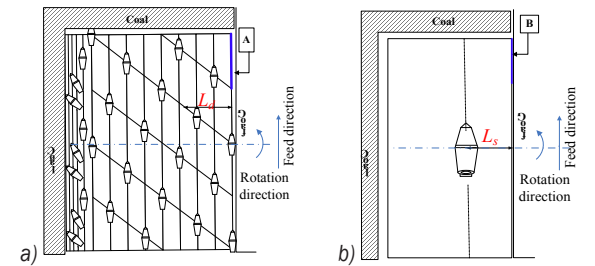 Coal
A
Ld
Feed direction
Rotation
direction
a)
Coal
B
Ls
Feed direction
Rotation
direction
b)